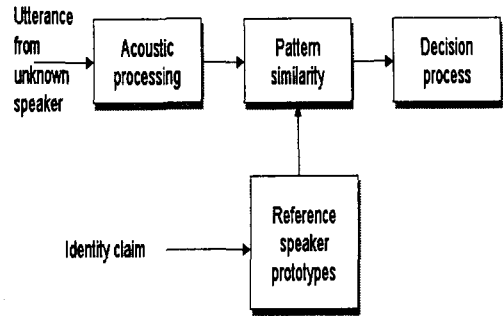 Utterance
from
unknown
speaker
Acoustic
processing
Pattern
similarity
Decision
process
Identity claim
Reference
speaker
prototypes